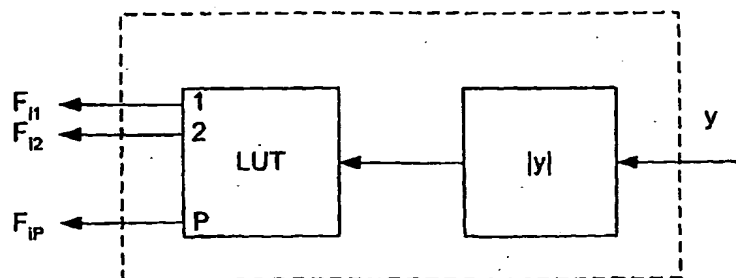 F_{i1}
F_{i2}
F_{iP}
1
2
P
LUT
|y|
y